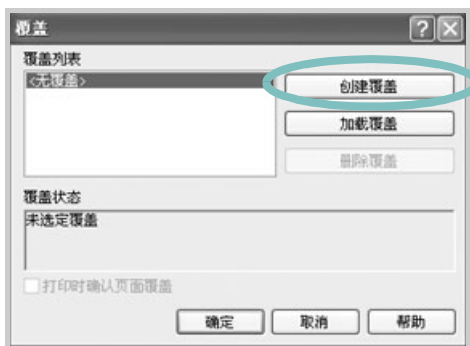 覆盖
覆盖列表
<无覆盖>
创建覆盖
加载覆盖
删除覆盖
覆盖状态
未选定覆盖
打印时确认页面覆盖
确定
取消
帮助